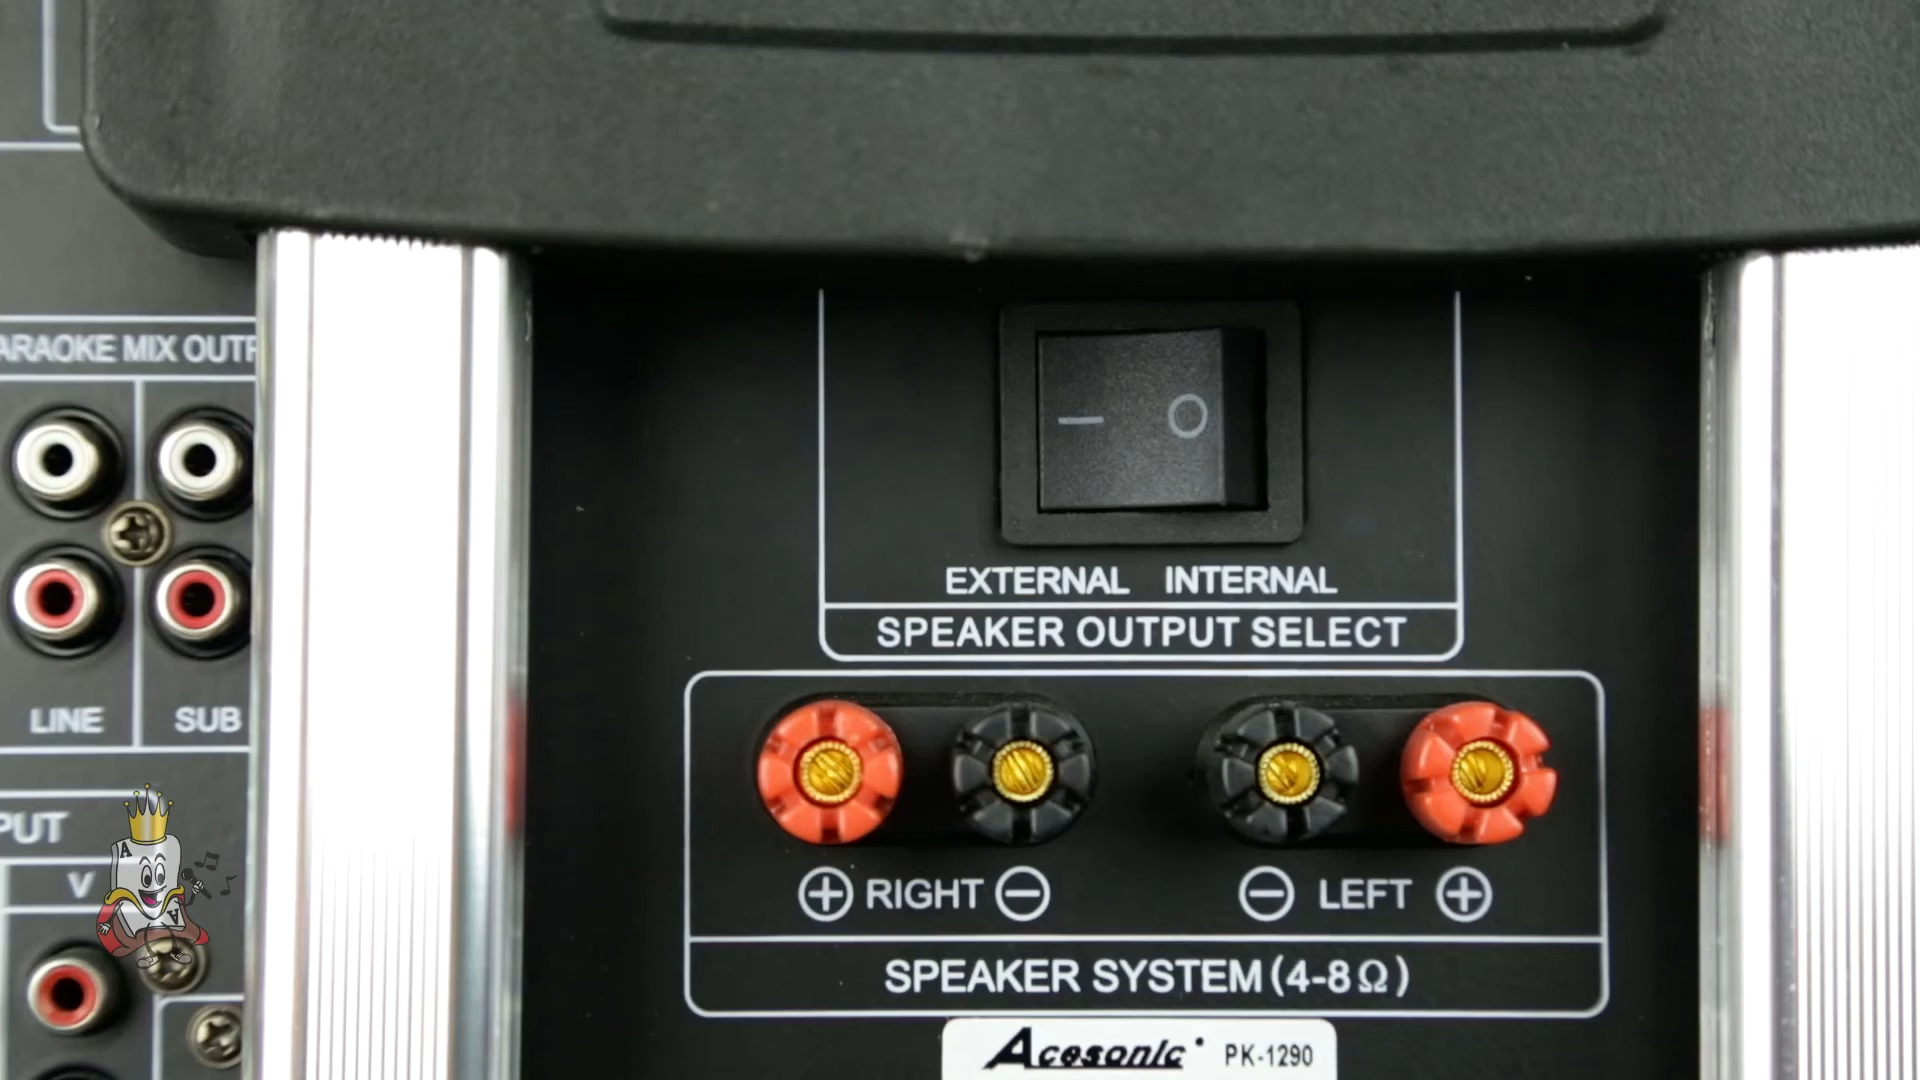 ARAOKE MIX OUTP
LINE SUB
PUT
V
EXTERNAL INTERNAL
SPEAKER OUTPUT SELECT
⊕ RIGHT ⊖ ⊖ LEFT ⊕
SPEAKER SYSTEM (4-8Ω)
Acesonic PK-1290